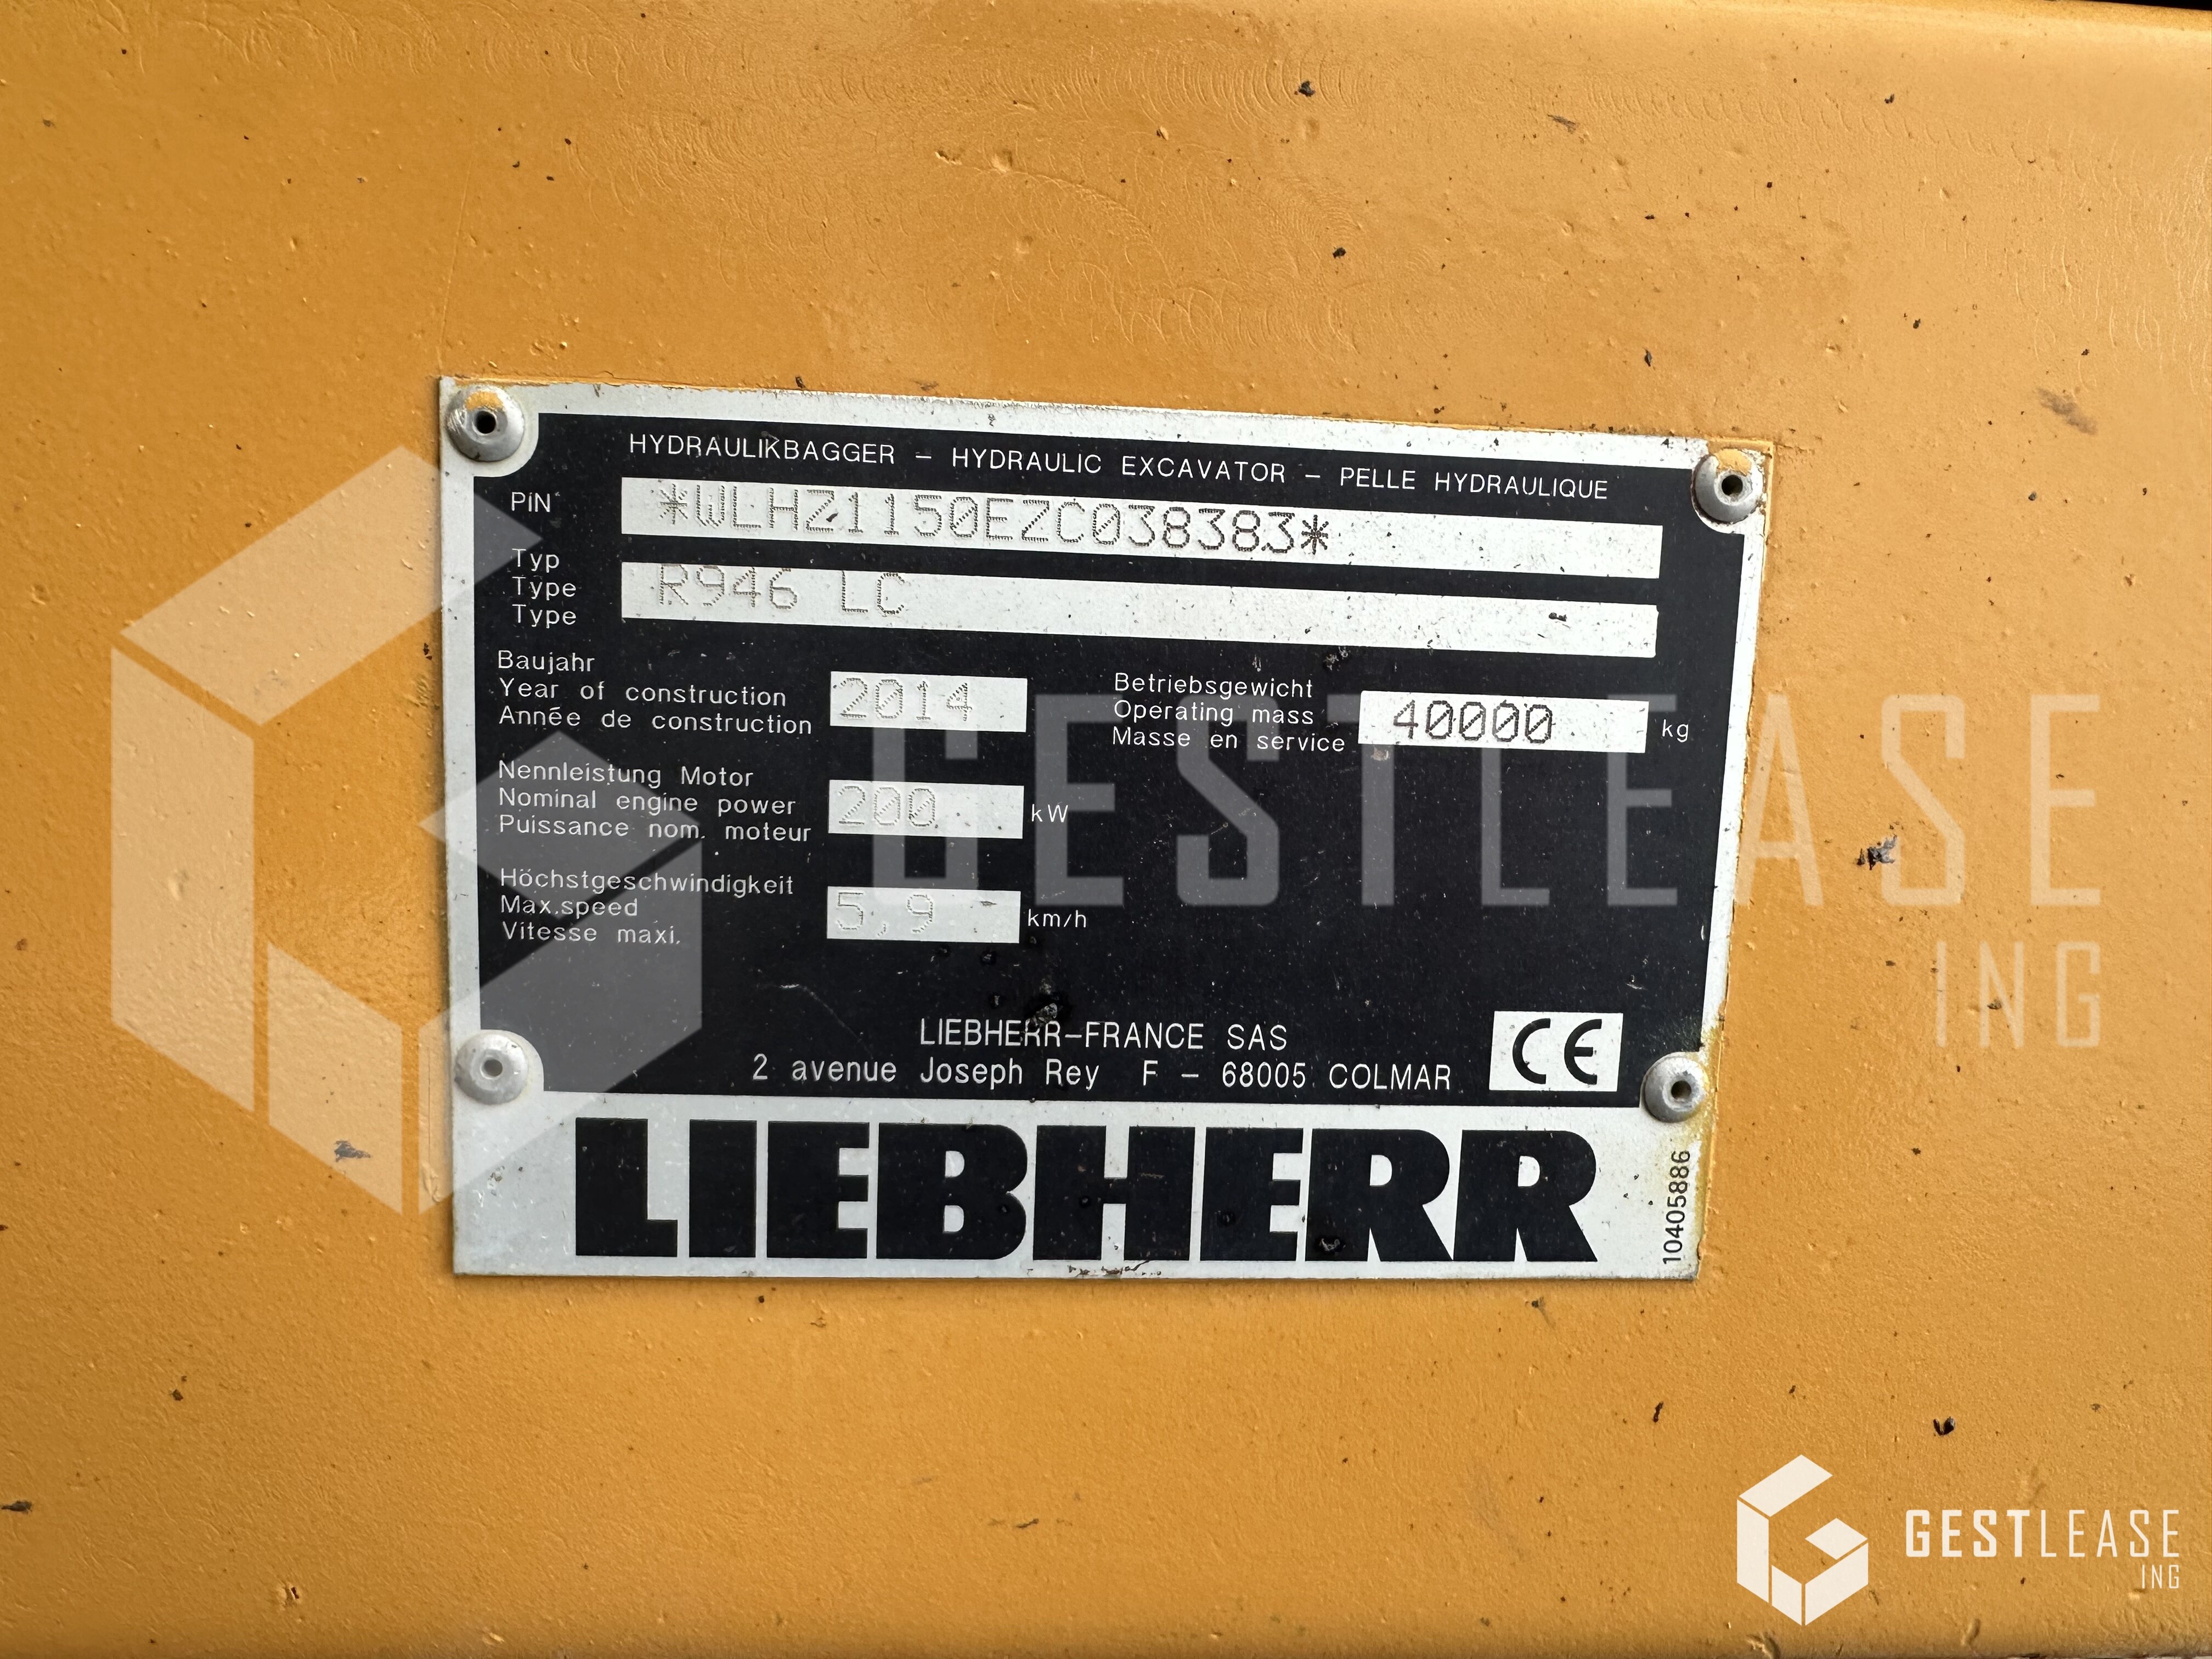 HYDRAULIKBAGGER – HYDRAULIC EXCAVATOR – PELLE HYDRAULIQUE
PIN *WLHZ1150EZC038383*
Typ
Type R946 LC
Type
Baujahr
Year of construction 2014
Année de construction
Betriebsgewicht
Operating mass 40000 kg
Masse en service
Nennleistung Motor
Nominal engine power 200 kW
Puissance nom. moteur
Höchstgeschwindigkeit
Max.speed 5,9 km/h
Vitesse maxi.
LIEBHERR-FRANCE SAS
2 avenue Joseph Rey F – 68005 COLMAR
CE
LIEBHERR
10405886
GESTLEASE
ING
GESTLEASE
ING